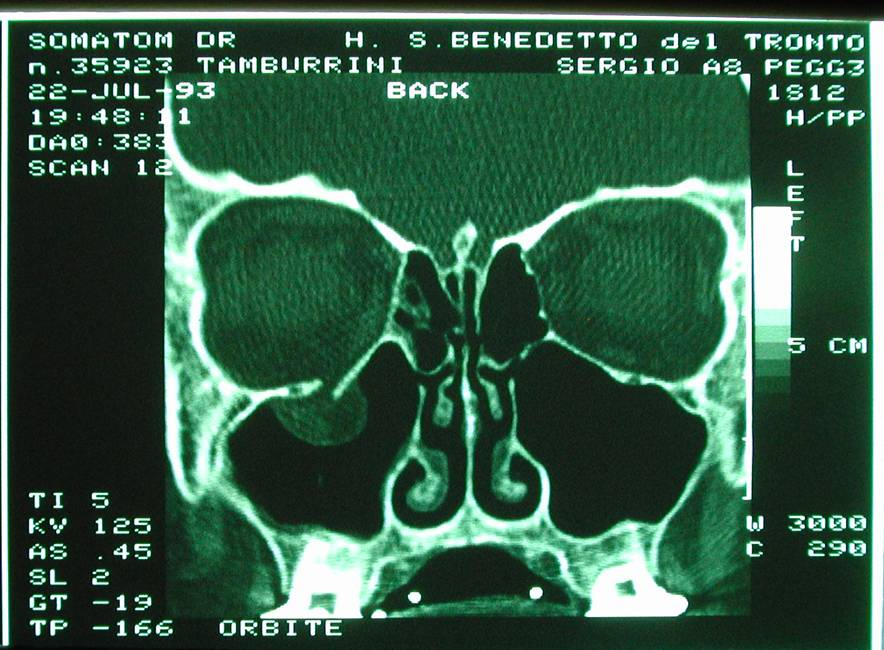 SOMATOM DR H. S.BENEDETTO del TRONTO
n.35923 TAMBURRINI SERGIO A8 PEGG3
22-JUL-93 BACK 1S12
19:48:11 H/PP
DA0:383
SCAN 12
LEFT
5 CM
TI 5
KV 125 W 3000
AS .45 C 290
SL 2
GT -19
TP -166 ORBITE